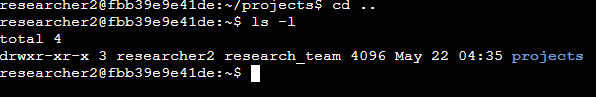 researcher2@fbb39e9e41de:~/projects$ cd ..
researcher2@fbb39e9e41de:~$ ls -l
total 4
drwxr-xr-x 3 researcher2 research_team 4096 May 22 04:35 projects
researcher2@fbb39e9e41de:~$